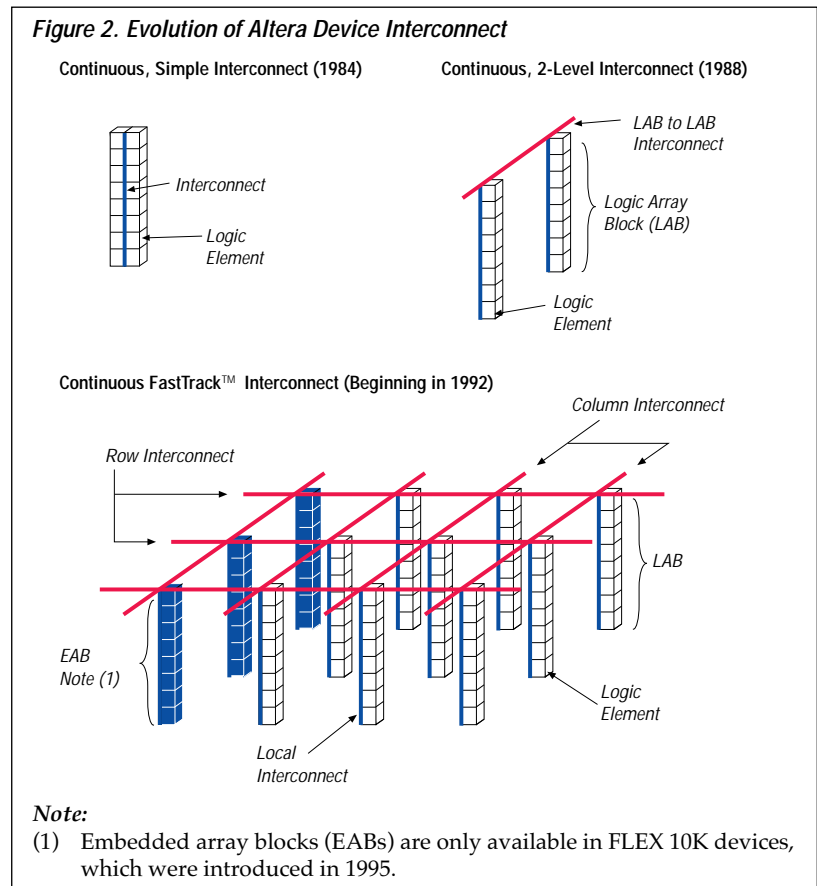 Figure 2. Evolution of Altera Device Interconnect
Continuous, Simple Interconnect (1984)
Interconnect
Logic
Element
Continuous, 2-Level Interconnect (1988)
LAB to LAB
Interconnect
Logic Array
Block (LAB)
Logic
Element
Continuous FastTrack™ Interconnect (Beginning in 1992)
Column Interconnect
Row Interconnect
LAB
EAB
Note (1)
Logic
Element
Local
Interconnect
Note:
(1) Embedded array blocks (EABs) are only available in FLEX 10K devices,
which were introduced in 1995.